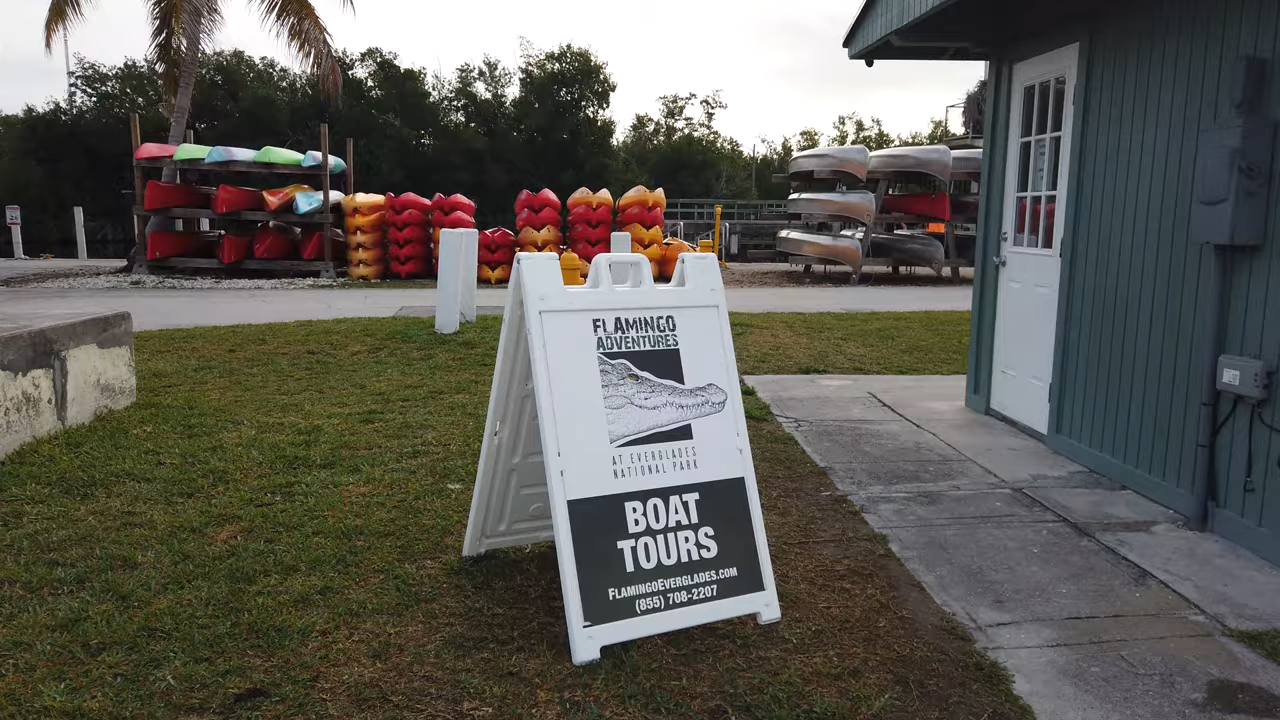 FLAMINGO
ADVENTURES
AT EVERGLADES
NATIONAL PARK
BOAT
TOURS
FLAMINGOEVERGLADES.COM
(855) 708-2207